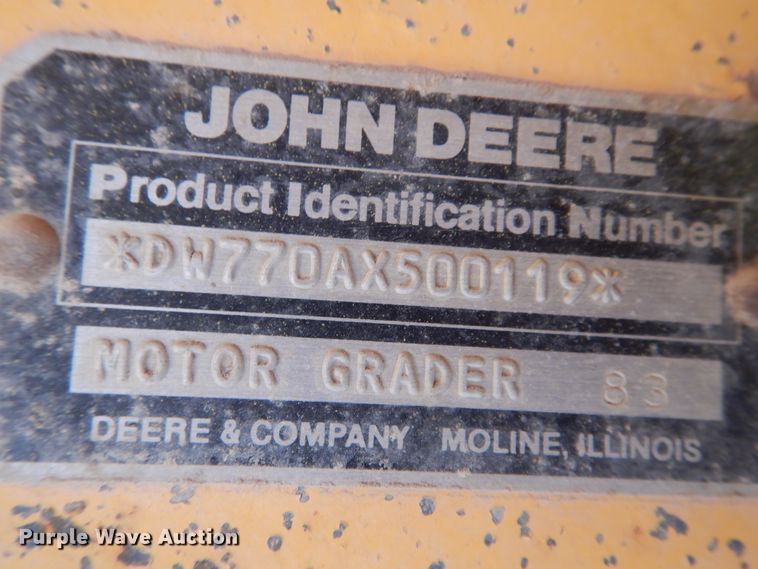 JOHN DEERE
Product Identification Number
*DW770AX500119*
MOTOR GRADER 83
DEERE & COMPANY MOLINE, ILLINOIS
Purple Wave Auction